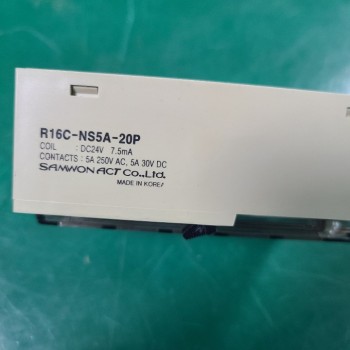 R16C-NS5A-20P
COIL : DC24V 7.5mA
CONTACTS : 5A 250V AC, 5A 30V DC
SAMWON ACT Co.,Ltd.
MADE IN KOREA